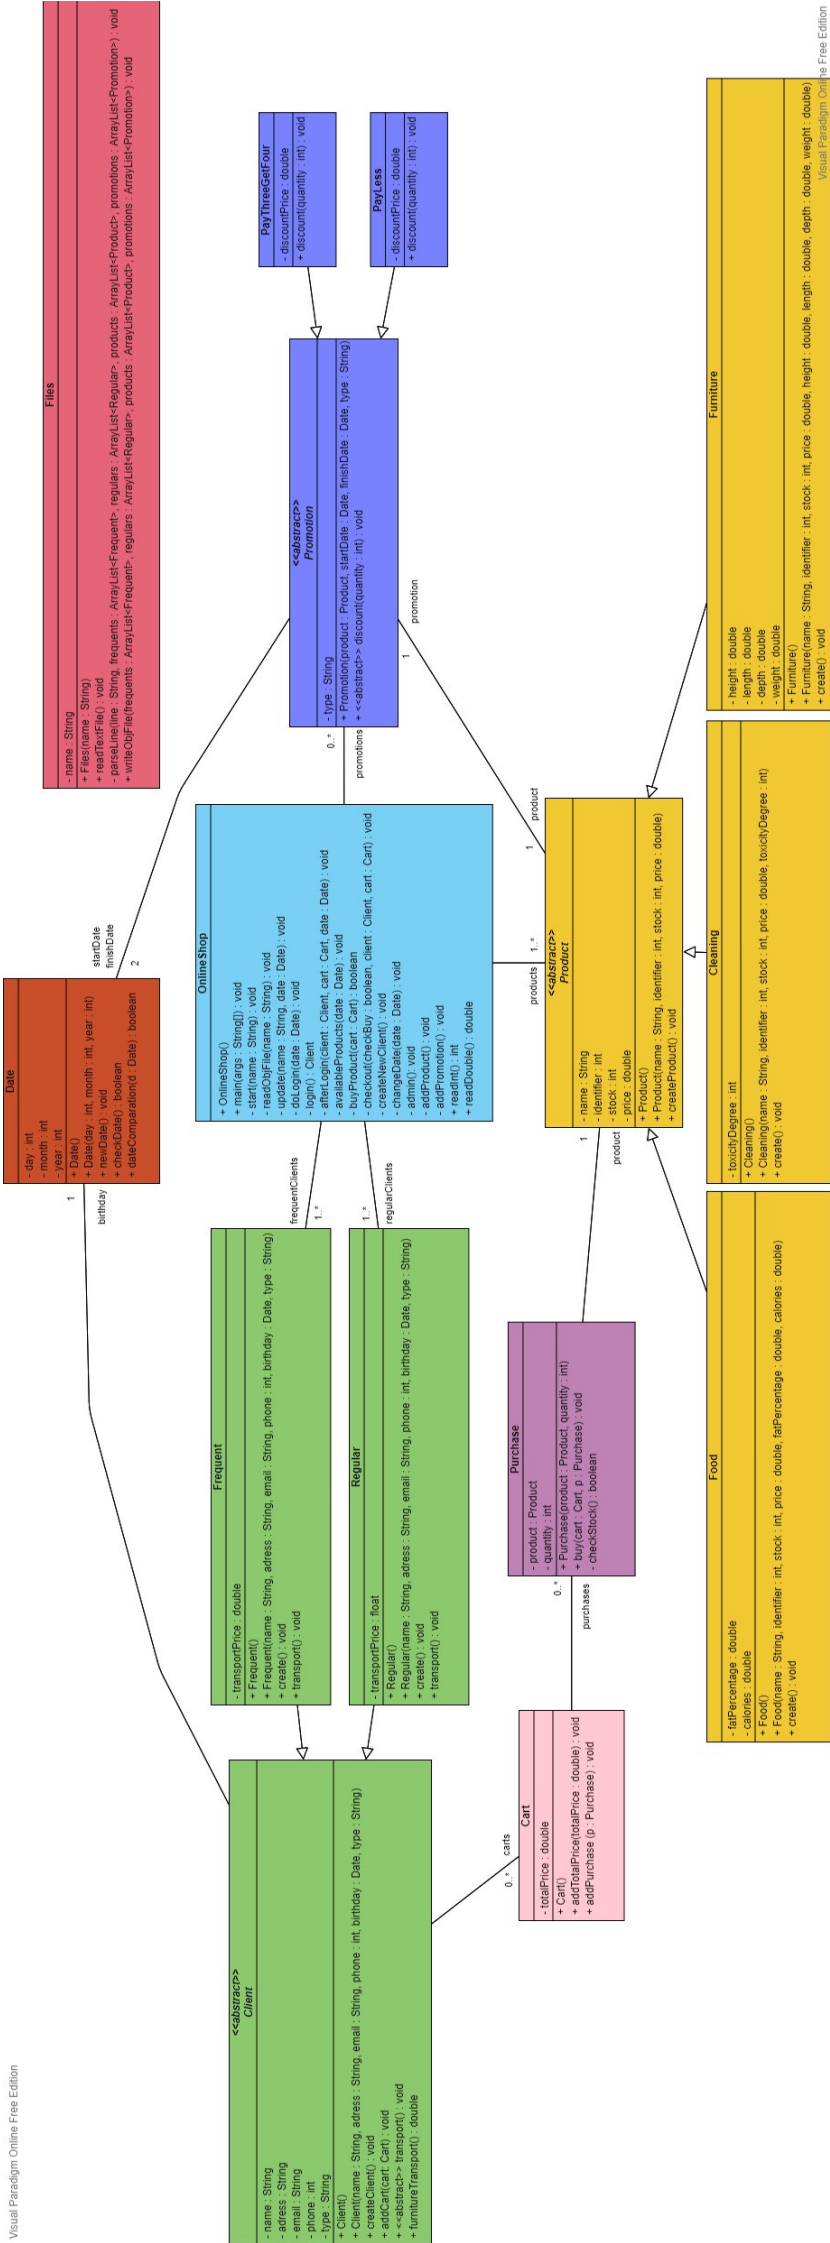 Visual Paradigm Online Free Edition
<<abstract>>
Client
- name : String
- adress : String
- email : String
- phone : int
- type : String
+ Client()
+ Client(name : String, adress : String, email : String, phone : int, birthday : Date, type : String)
+ createClient() : void
+ addCart(cart: Cart) : void
+ <<abstract>> transport() : void
+ furnitureTransport() : double
Date
- day : int
- month : int
- year : int
+ Date()
+ Date(day : int, month : int, year : int)
+ newDate() : void
+ checkDate() : boolean
+ dateComparation(d : Date) : boolean
1
birthday
startDate
finishDate
2
Files
- name : String
+ Files(name : String)
+ readTextFile() : void
- parseLine(line : String, frequents : ArrayList<Frequent>, regulars : ArrayList<Regular>, products : ArrayList<Product>, promotions : ArrayList<Promotion>) : void
+ writeObjFile(frequents : ArrayList<Frequent>, regulars : ArrayList<Regular>, products : ArrayList<Product>, promotions : ArrayList<Promotion>) : void
Frequent
- transportPrice : double
+ Frequent()
+ Frequent(name : String, adress : String, email : String, phone : int, birthday : Date, type : String)
+ create() : void
+ transport() : void
frequentClients
1..*
Regular
- transportPrice : float
+ Regular()
+ Regular(name : String, adress : String, email : String, phone : int, birthday : Date, type : String)
+ create() : void
+ transport() : void
1..*
regularClients
OnlineShop
+ OnlineShop()
+ main(args : String[]) : void
- start(name : String) : void
- readObjFile(name : String) : void
- update(name : String, date : Date) : void
- doLogin(date : Date) : void
- login() : Client
- afterLogin(client : Client, cart : Cart, date : Date) : void
- availableProducts(date : Date) : void
- buyProduct(cart : Cart) : boolean
- checkout(checkBuy : boolean, client : Client, cart : Cart) : void
- createNewClient() : void
- changeDate(date : Date) : void
- admin() : void
- addProduct() : void
- addPromotion() : void
+ readInt() : int
+ readDouble() : double
0..*
promotions
products
1..*
<<abstract>>
Promotion
- type : String
+ Promotion(product : Product, startDate : Date, finishDate : Date, type : String)
+ <<abstract>> discount(quantity : int) : void
promotion
1
PayThreeGetFour
- discountPrice : double
+ discount(quantity : int) : void
PayLess
- discountPrice : double
+ discount(quantity : int) : void
Cart
- totalPrice : double
+ Cart()
+ addTotalPrice(totalPrice : double) : void
+ addPurchase (p : Purchase) : void
carts
0..*
Purchase
- product : Product
- quantity : int
+ Purchase(product : Product, quantity : int)
+ buy(cart : Cart, p : Purchase) : void
- checkStock() : boolean
0..*
purchases
<<abstract>>
Product
- name : String
- identifier : int
- stock : int
- price : double
+ Product()
+ Product(name : String, identifier : int, stock : int, price : double)
+ createProduct() : void
1
product
product
1
Food
- fatPercentage : double
- calories : double
+ Food()
+ Food(name : String, identifier : int, stock : int, price : double, fatPercentage : double, calories : double)
+ create() : void
Cleaning
- toxicityDegree : int
+ Cleaning()
+ Cleaning(name : String, identifier : int, stock : int, price : double, toxicityDegree : int)
+ create() : void
Furniture
- height : double
- length : double
- depth : double
- weight : double
+ Furniture()
+ Furniture(name : String, identifier : int, stock : int, price : double, height : double, length : double, depth : double, weight : double)
+ create() : void
Visual Paradigm Online Free Edition